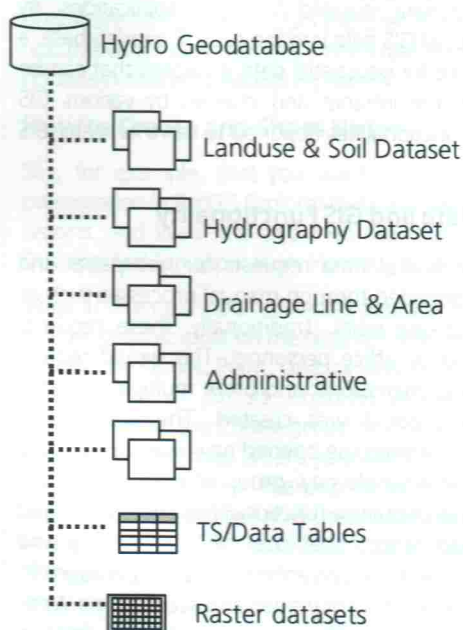 Hydro Geodatabase
Landuse & Soil Dataset
Hydrography Dataset
Drainage Line & Area
Administrative
TS/Data Tables
Raster datasets